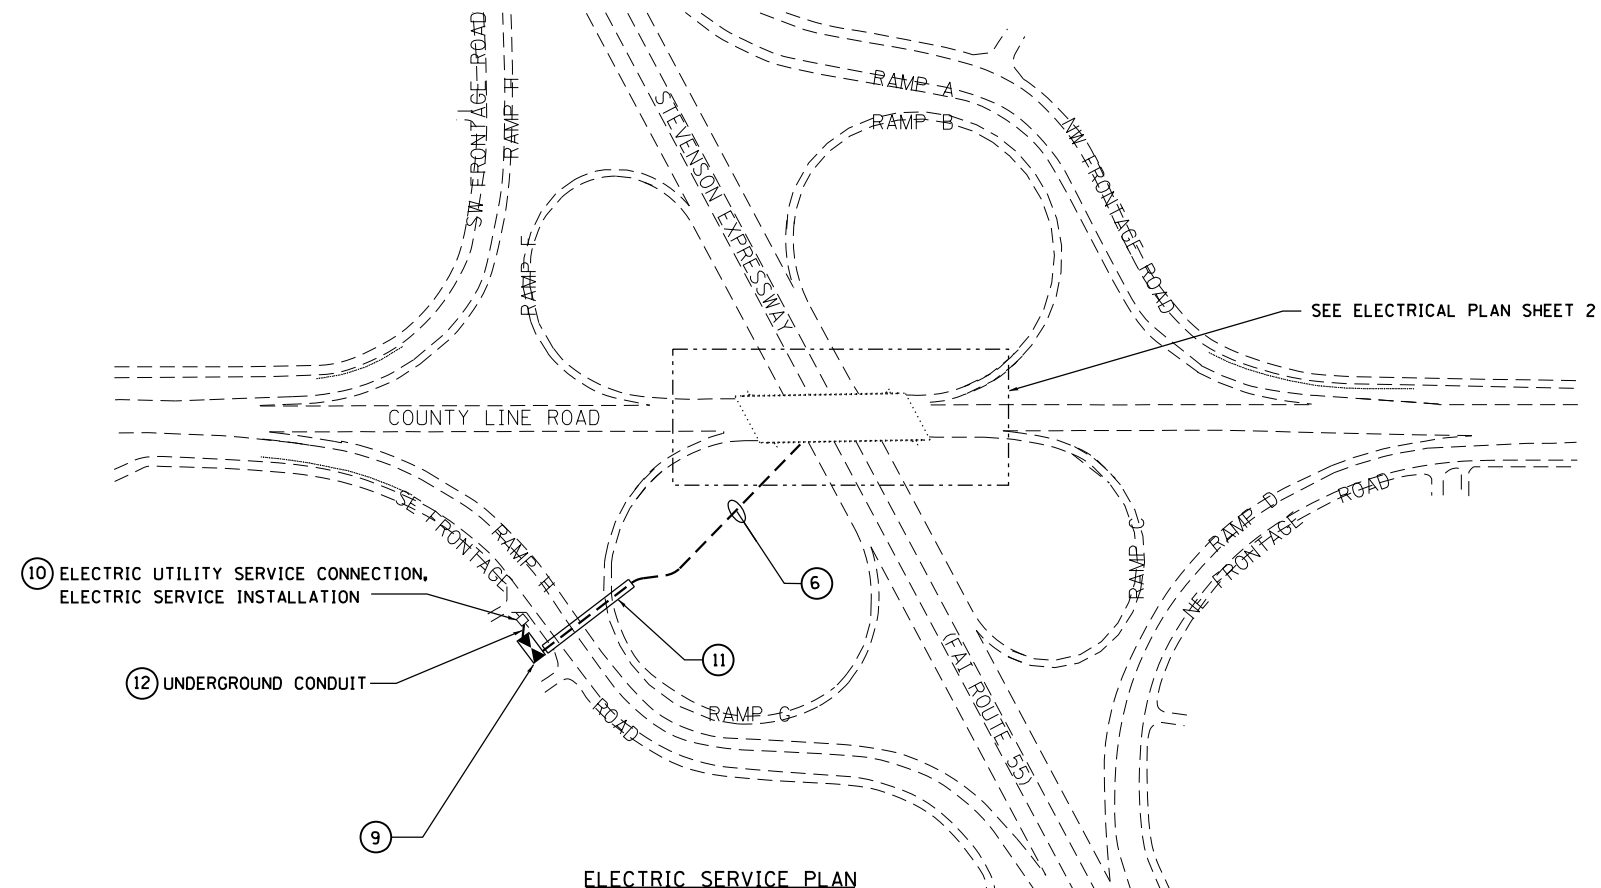 SW FRONTAGE ROAD
RAMP H
RAMP A
RAMP B
STEVENSON EXPRESSWAY
NW FRONTAGE ROAD
RAMP F
SEE ELECTRICAL PLAN SHEET 2
COUNTY LINE ROAD
SE FRONTAGE
RAMP H
RAMP D
ROAD
NE FRONTAGE
RAMP C
10 ELECTRIC UTILITY SERVICE CONNECTION,
ELECTRIC SERVICE INSTALLATION
6
11
12 UNDERGROUND CONDUIT
ROAD
RAMP G
(FAI ROUTE 55)
9
ELECTRIC SERVICE PLAN